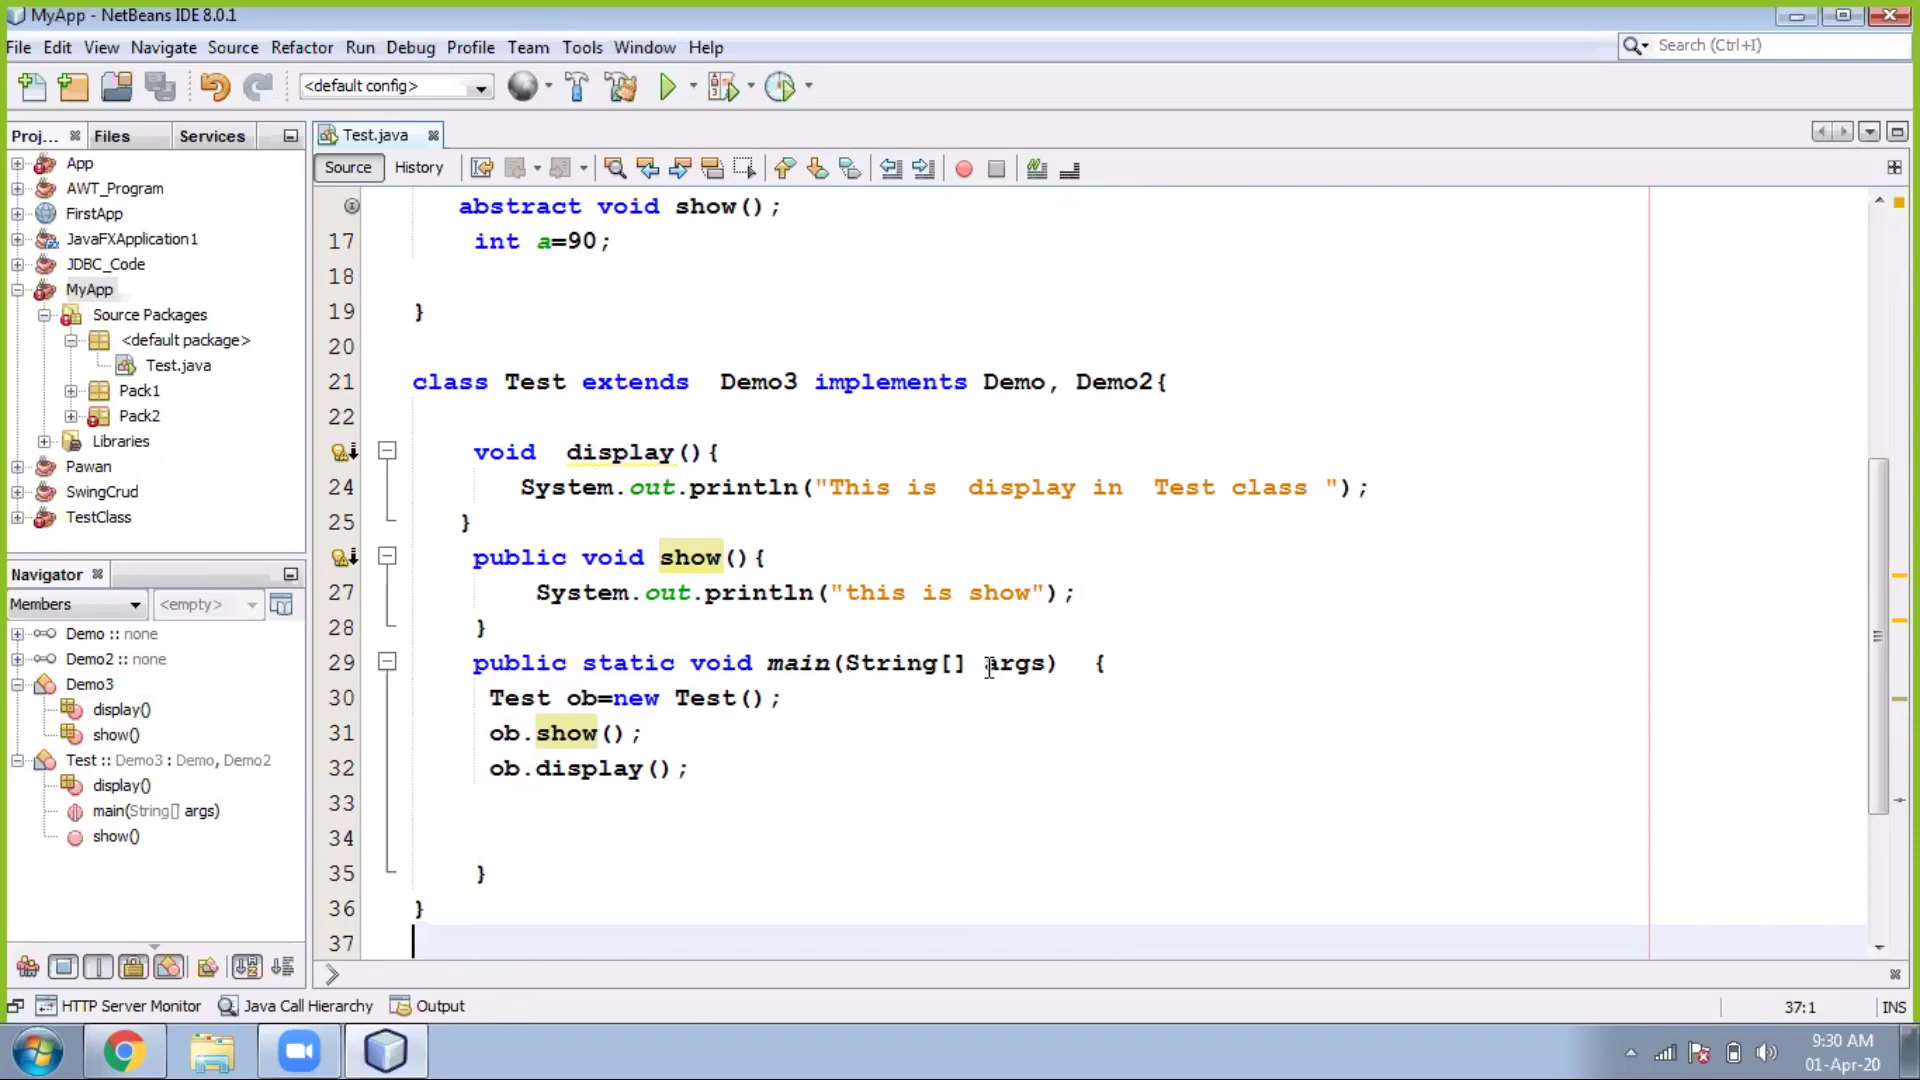 MyApp - NetBeans IDE 8.0.1
File Edit View Navigate Source Refactor Run Debug Profile Team Tools Window Help
Search (Ctrl+I)
<default config>
Proj... Files Services
Test.java
Source History
App
AWT_Program
FirstApp
JavaFXApplication1
JDBC_Code
MyApp
Source Packages
<default package>
Test.java
Pack1
Pack2
Libraries
Pawan
SwingCrud
TestClass
Navigator
Members <empty>
Demo :: none
Demo2 :: none
Demo3
display()
show()
Test :: Demo3 : Demo, Demo2
display()
main(String[] args)
show()
abstract void show();
17 int a=90;
18
19 }
20
21 class Test extends Demo3 implements Demo, Demo2{
22
void display(){
24 System.out.println("This is display in Test class ");
25 }
public void show(){
27 System.out.println("this is show");
28 }
29 public static void main(String[] args) {
30 Test ob=new Test();
31 ob.show();
32 ob.display();
33
34
35 }
36 }
37
HTTP Server Monitor Java Call Hierarchy Output
37:1 INS
9:30 AM
01-Apr-20